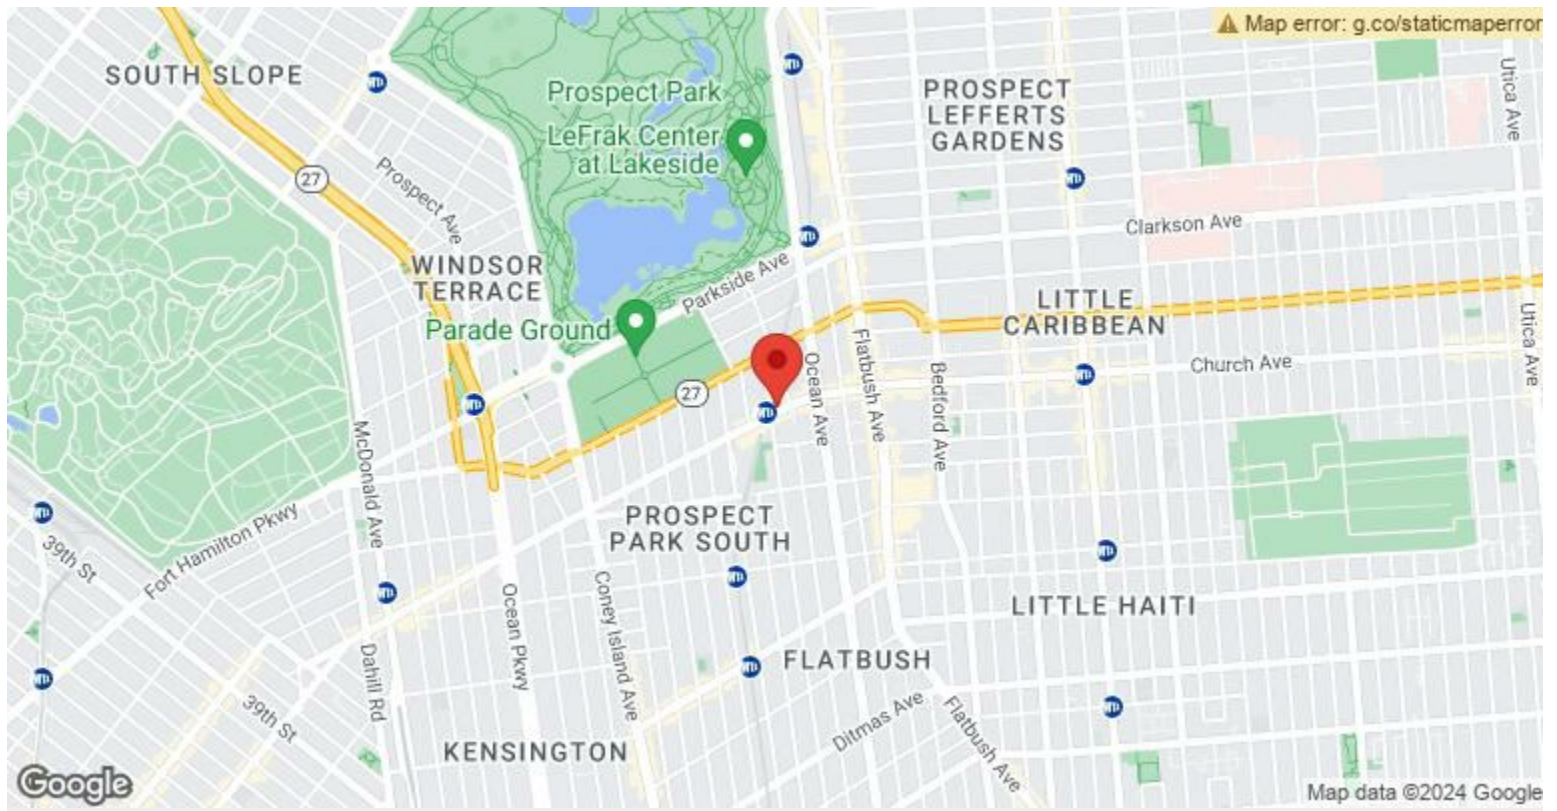 Map error: g.co/staticmaperror
SOUTH SLOPE
Utica Ave
Prospect Park
PROSPECT
LEFFERTS
GARDENS
LeFrak Center
at Lakeside
27
Prospect Ave
Clarkson Ave
WINDSOR
TERRACE
Parkside Ave
LITTLE
CARIBBEAN
Parade Ground
Utica Ave
Flatbush Ave
Ocean Ave
Bedford Ave
Church Ave
27
McDonald Ave
PROSPECT
PARK SOUTH
Fort Hamilton Pkwy
39th St
Ocean Pkwy
Coney Island Ave
LITTLE HAITI
Dahill Rd
FLATBUSH
39th St
Ditmas Ave
Flatbush Ave
KENSINGTON
Google
Map data ©2024 Google